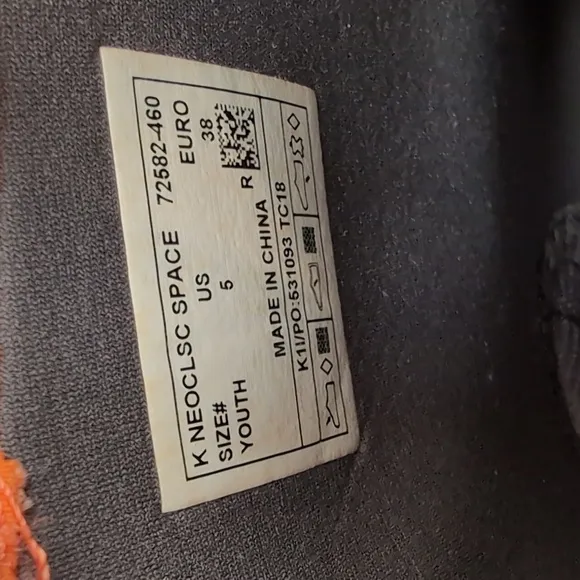 K NEOCLSC SPACE 72582-460
SIZE# US EURO
YOUTH 5 38
R
MADE IN CHINA
K1I/PO:531093 TC18